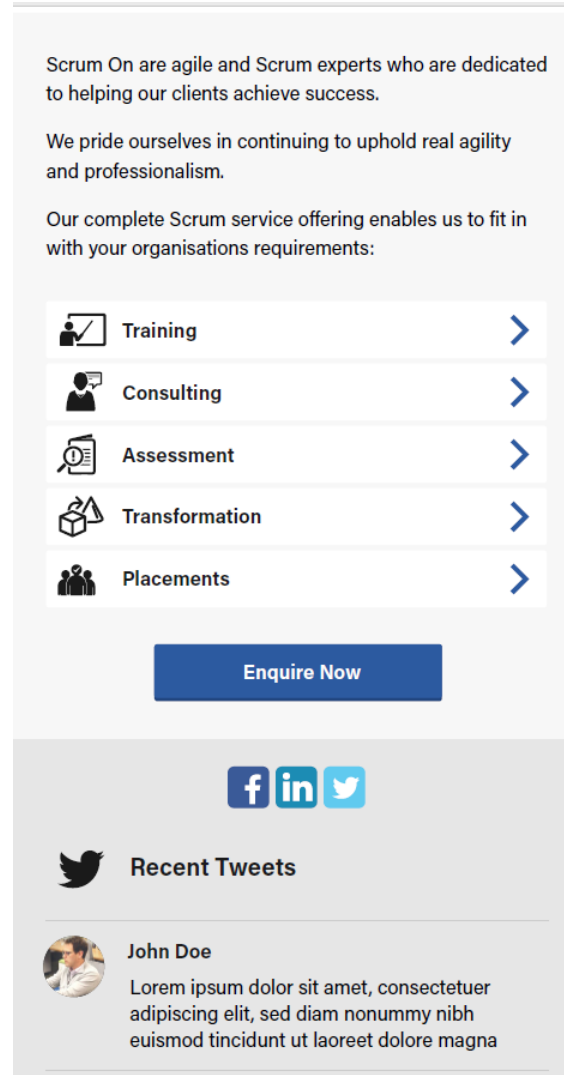 Scrum On are agile and Scrum experts who are dedicated
to helping our clients achieve success.
We pride ourselves in continuing to uphold real agility
and professionalism.
Our complete Scrum service offering enables us to fit in
with your organisations requirements:
Training
Consulting
Assessment
Transformation
Placements
Enquire Now
f in
Recent Tweets
John Doe
Lorem ipsum dolor sit amet, consectetuer
adipiscing elit, sed diam nonummy nibh
euismod tincidunt ut laoreet dolore magna